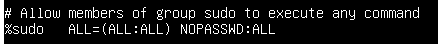 # Allow members of group sudo to execute any command
%sudo   ALL=(ALL:ALL) NOPASSWD:ALL